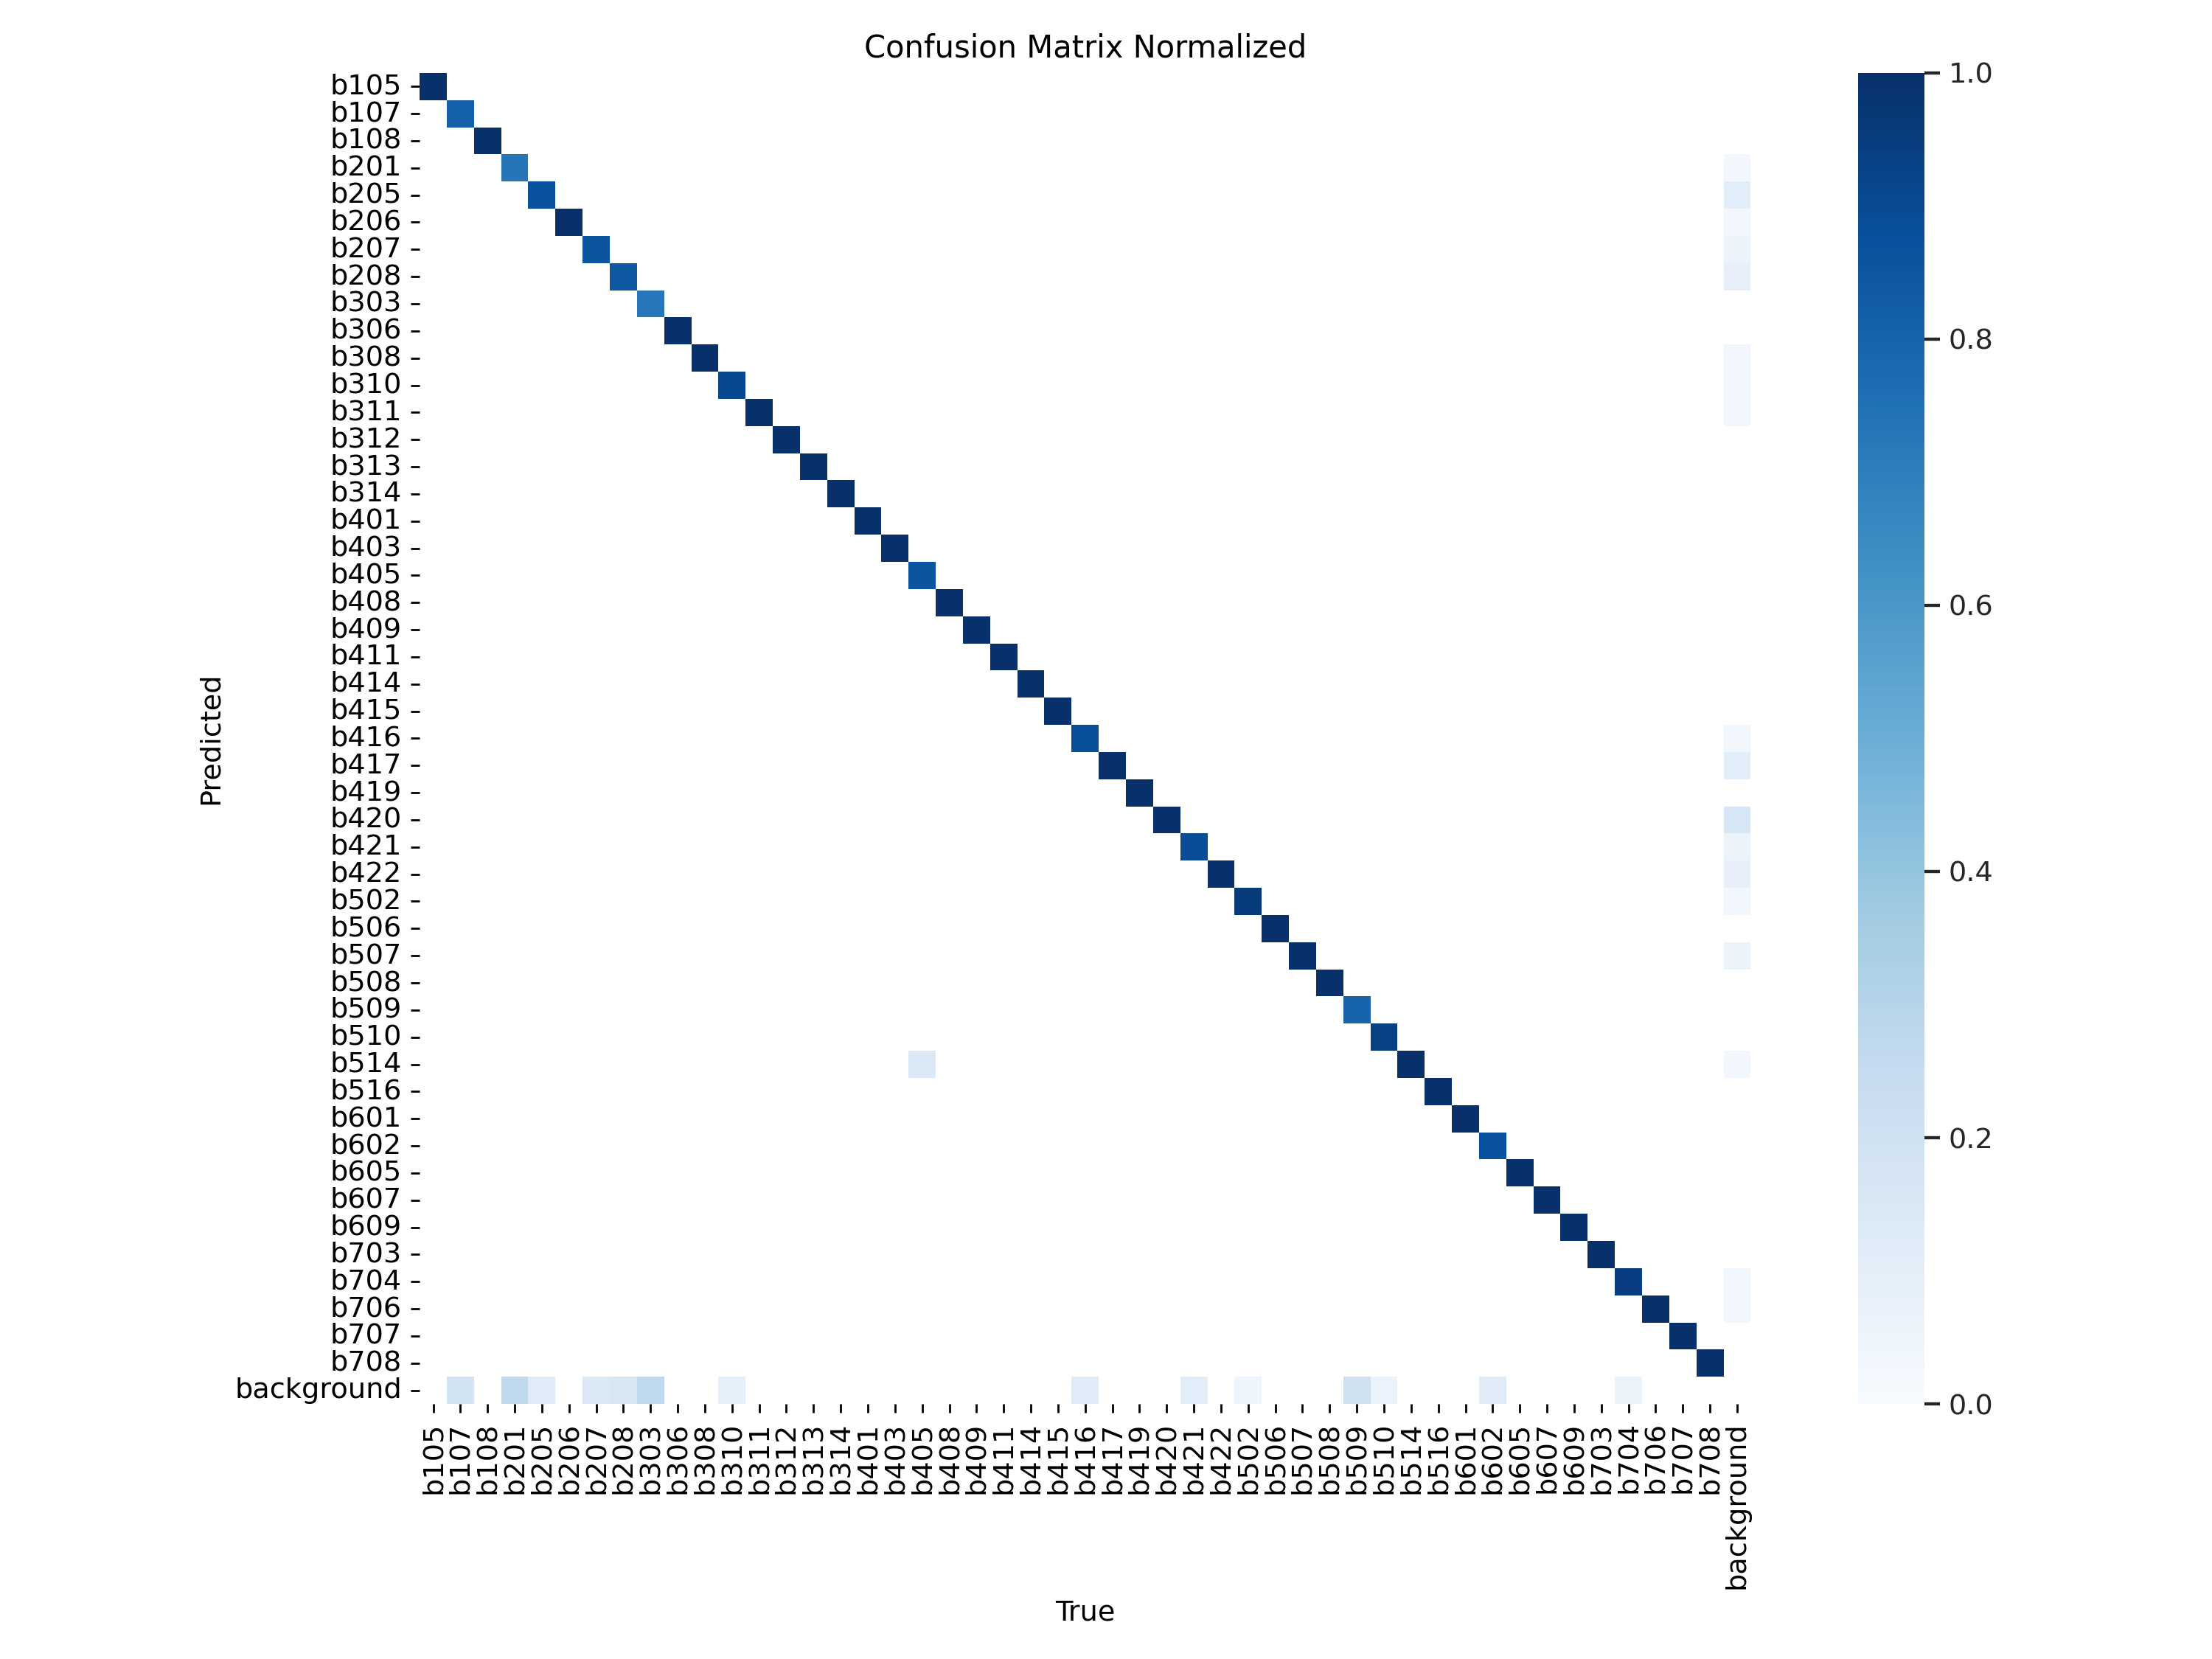 Confusion Matrix Normalized
b105
b107
b108
b201
b205
b206
b207
b208
b303
b306
b308
b310
b311
b312
b313
b314
b401
b403
b405
b408
b409
b411
b414
b415
b416
b417
b419
b420
b421
b422
b502
b506
b507
b508
b509
b510
b514
b516
b601
b602
b605
b607
b609
b703
b704
b706
b707
b708
background
Predicted
b105
b107
b108
b201
b205
b206
b207
b208
b303
b306
b308
b310
b311
b312
b313
b314
b401
b403
b405
b408
b409
b411
b414
b415
b416
b417
b419
b420
b421
b422
b502
b506
b507
b508
b509
b510
b514
b516
b601
b602
b605
b607
b609
b703
b704
b706
b707
b708
background
True
1.0
0.8
0.6
0.4
0.2
0.0